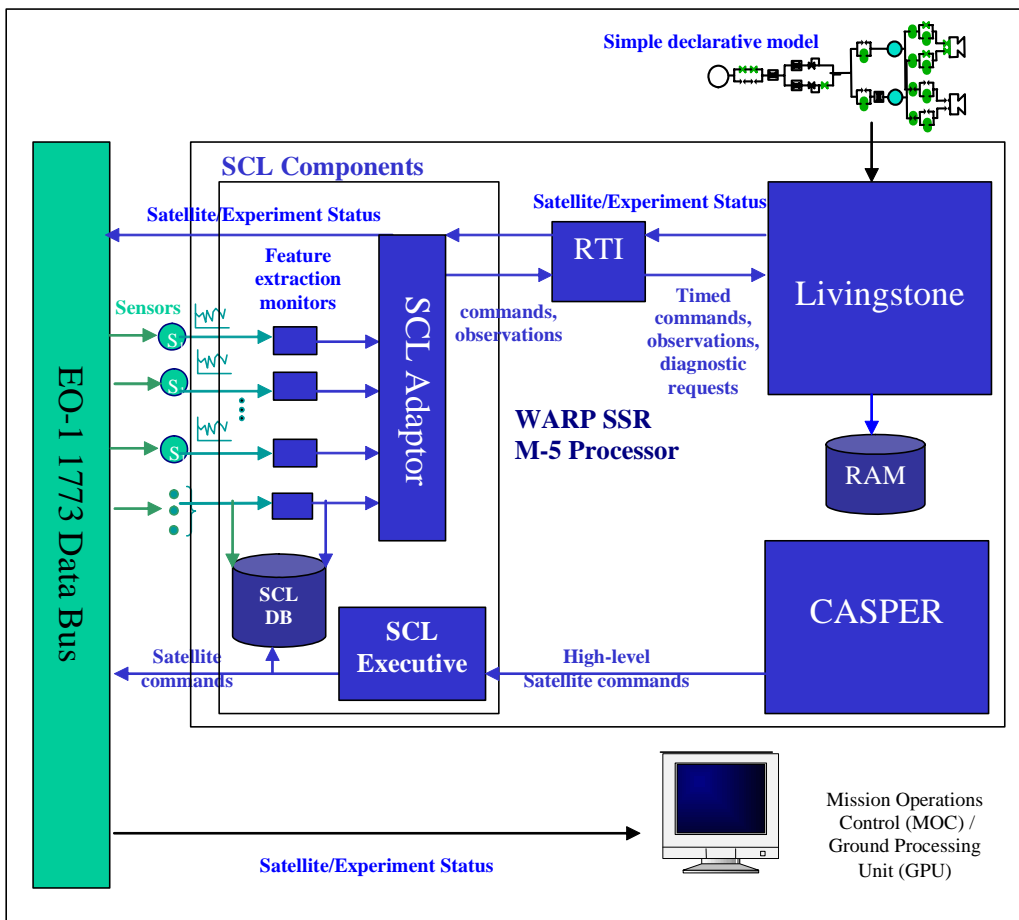 Simple declarative model
SCL Components
Satellite/Experiment Status
Satellite/Experiment Status
RTI
Livingstone
Feature
extraction
monitors
Sensors
S
S
S
SCL Adaptor
commands,
observations
Timed
commands,
observations,
diagnostic
requests
EO-1 1773 Data Bus
WARP SSR
M-5 Processor
RAM
SCL
DB
SCL
Executive
CASPER
Satellite
commands
High-level
Satellite commands
Mission Operations
Control (MOC) /
Ground Processing
Unit (GPU)
Satellite/Experiment Status